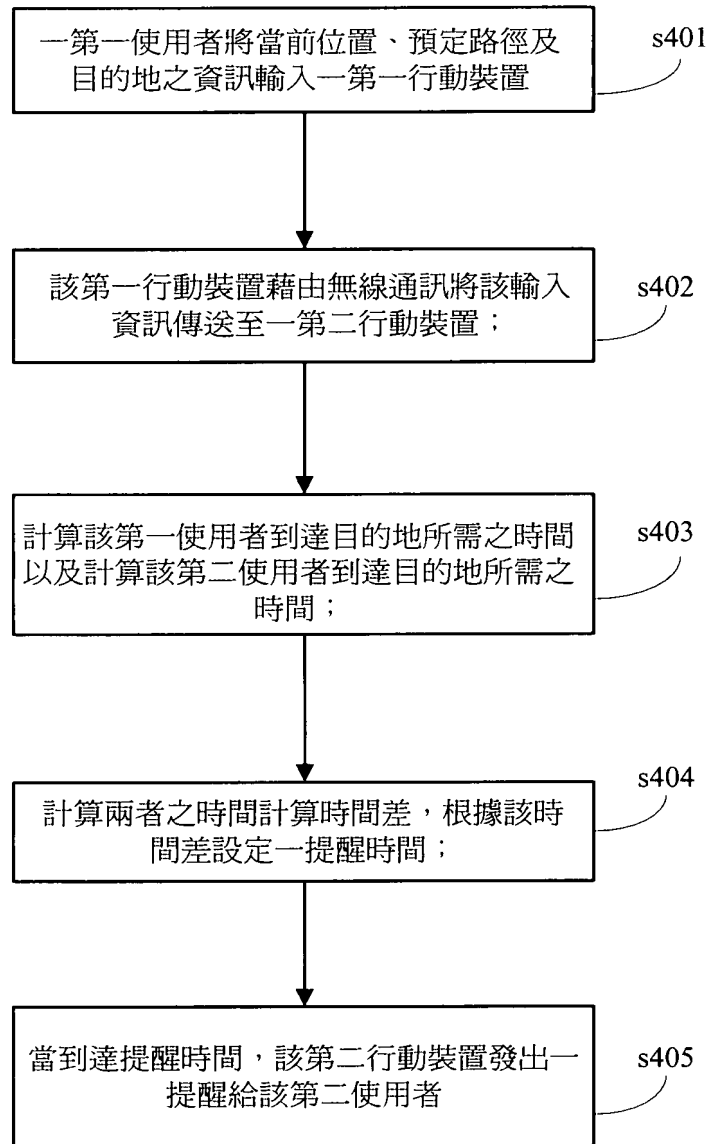 一第一使用者將當前位置、預定路徑及
目的地之資訊輸入一第一行動裝置
s401
該第一行動裝置藉由無線通訊將該輸入
資訊傳送至一第二行動裝置；
s402
計算該第一使用者到達目的地所需之時間
以及計算該第二使用者到達目的地所需之
時間；
s403
計算兩者之時間計算時間差，根據該時
間差設定一提醒時間；
s404
當到達提醒時間，該第二行動裝置發出一
提醒給該第二使用者
s405